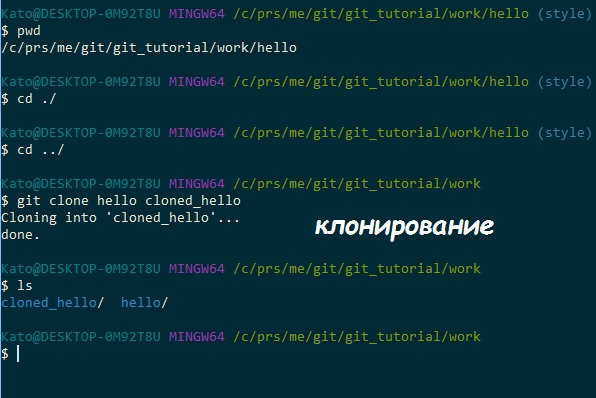 Kato@DESKTOP-0M92T8U MINGW64 /c/prs/me/git/git_tutorial/work/hello (style)
$ pwd
/c/prs/me/git/git_tutorial/work/hello
Kato@DESKTOP-0M92T8U MINGW64 /c/prs/me/git/git_tutorial/work/hello (style)
$ cd ./
Kato@DESKTOP-0M92T8U MINGW64 /c/prs/me/git/git_tutorial/work/hello (style)
$ cd ../
Kato@DESKTOP-0M92T8U MINGW64 /c/prs/me/git/git_tutorial/work
$ git clone hello cloned_hello
Cloning into 'cloned_hello'...
done.
клонирование
Kato@DESKTOP-0M92T8U MINGW64 /c/prs/me/git/git_tutorial/work
$ ls
cloned_hello/  hello/
Kato@DESKTOP-0M92T8U MINGW64 /c/prs/me/git/git_tutorial/work
$